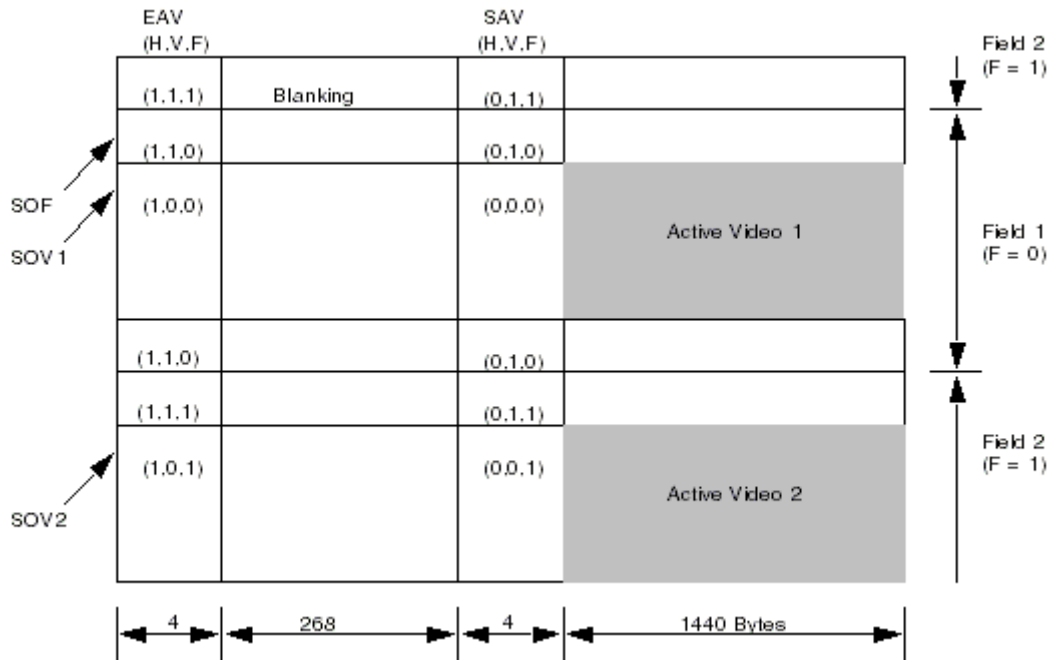 EAV
(H.V.F)
SAV
(H.V.F)
Field 2
(F = 1)
(1.1.1)
Blanking
(0.1.1)
(1.1.0)
(0.1.0)
SOF
SOV1
(1.0.0)
(0.0.0)
Active Video 1
Field 1
(F = 0)
(1.1.0)
(0.1.0)
(1.1.1)
(0.1.1)
(1.0.1)
(0.0.1)
Active Video 2
Field 2
(F = 1)
SOV2
4
268
4
1440 Bytes